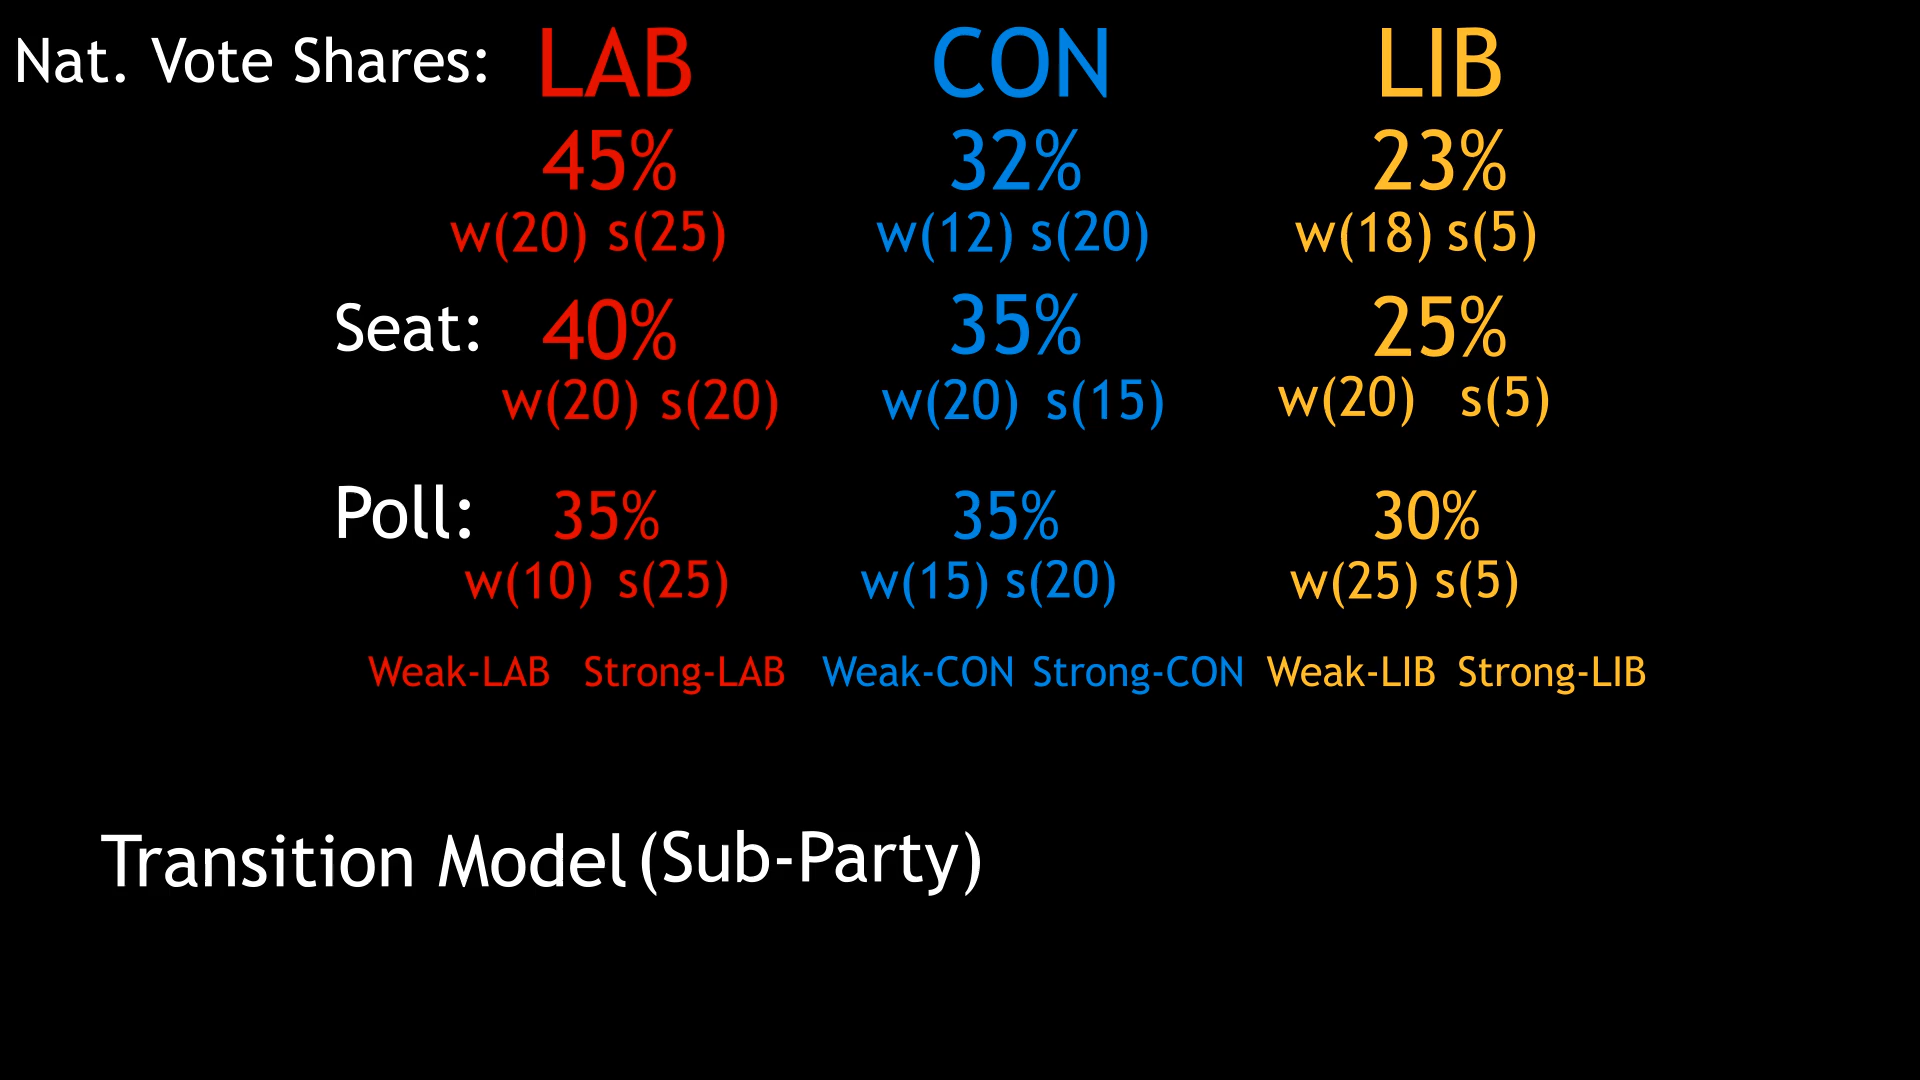 Nat. Vote Shares: LAB CON LIB
45% 32% 23%
w(20) s(25) w(12) s(20) w(18) s(5)
Seat: 40% 35% 25%
w(20) s(20) w(20) s(15) w(20) s(5)
Poll: 35% 35% 30%
w(10) s(25) w(15) s(20) w(25) s(5)
Weak-LAB Strong-LAB Weak-CON Strong-CON Weak-LIB Strong-LIB
Transition Model (Sub-Party)